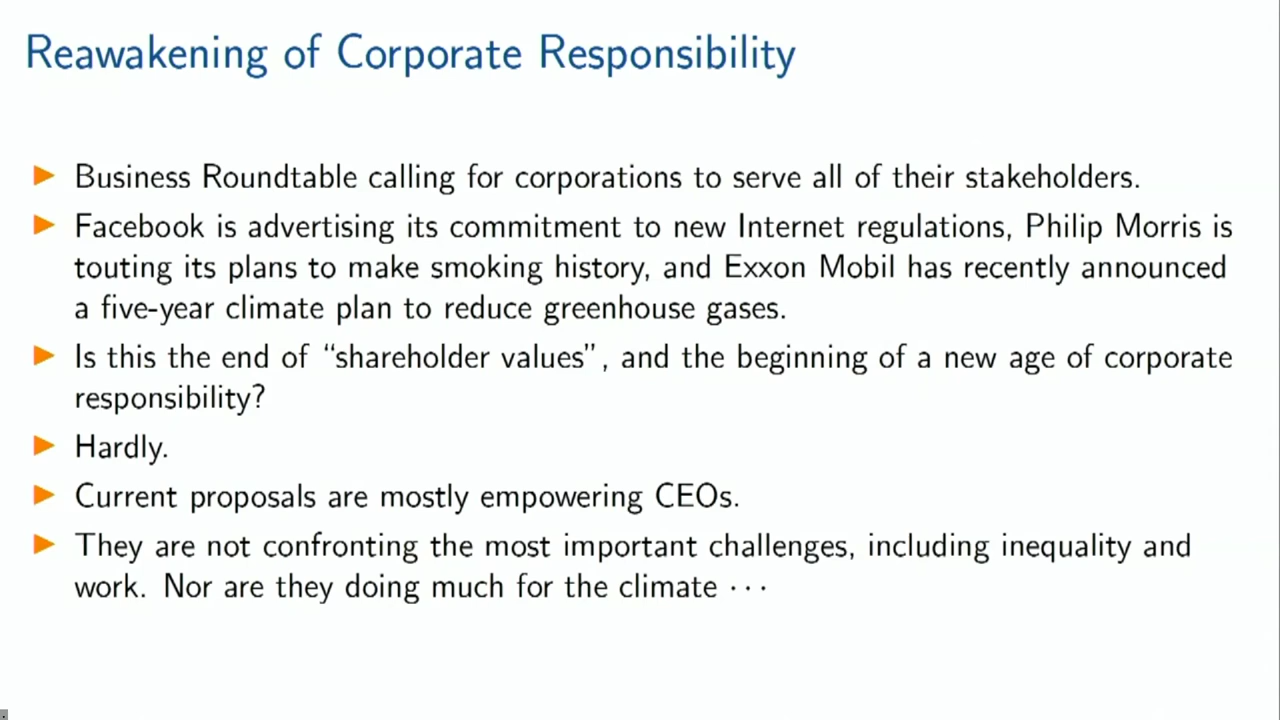 Reawakening of Corporate Responsibility
Business Roundtable calling for corporations to serve all of their stakeholders.
Facebook is advertising its commitment to new Internet regulations, Philip Morris is
touting its plans to make smoking history, and Exxon Mobil has recently announced
a five-year climate plan to reduce greenhouse gases.
Is this the end of “shareholder values”, and the beginning of a new age of corporate
responsibility?
Hardly.
Current proposals are mostly empowering CEOs.
They are not confronting the most important challenges, including inequality and
work. Nor are they doing much for the climate ···